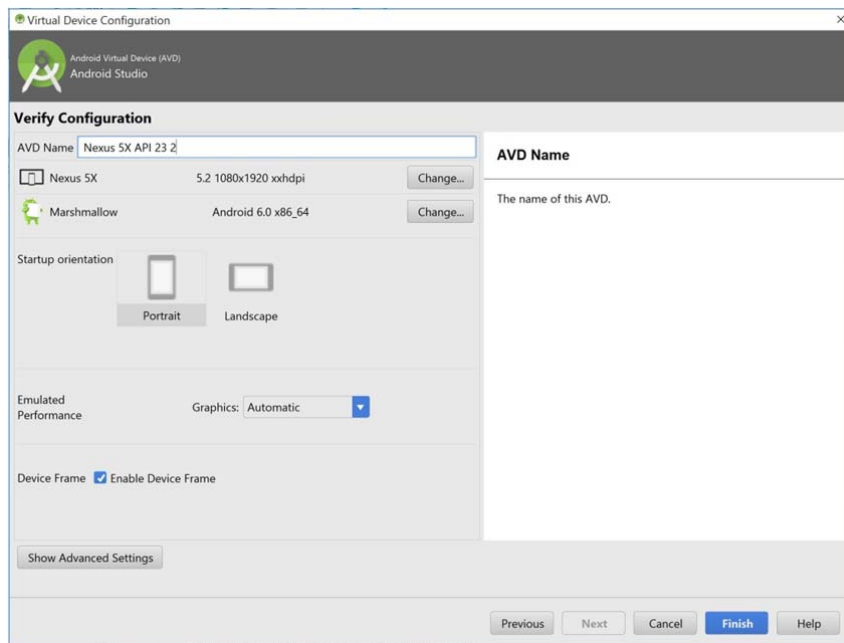 Virtual Device Configuration
Android Virtual Device (AVD)
Android Studio
Verify Configuration
AVD Name Nexus 5X API 23 2
Nexus 5X 5.2 1080x1920 xxhdpi Change...
Marshmallow Android 6.0 x86_64 Change...
Startup orientation
Portrait Landscape
Emulated
Performance
Graphics: Automatic
Device Frame Enable Device Frame
Show Advanced Settings
AVD Name
The name of this AVD.
Previous Next Cancel Finish Help